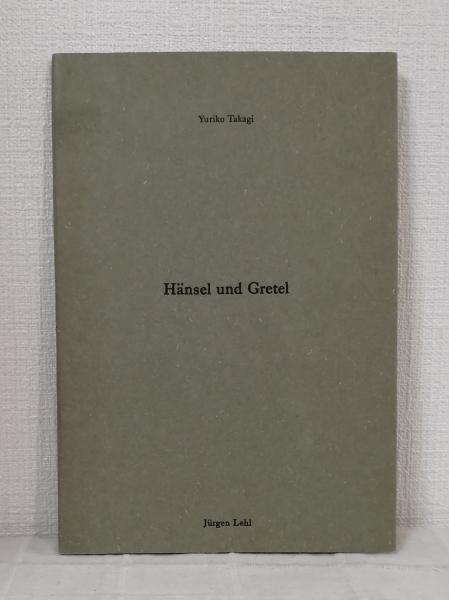 Yuriko Takagi
Hänsel und Gretel
Jürgen Lehl